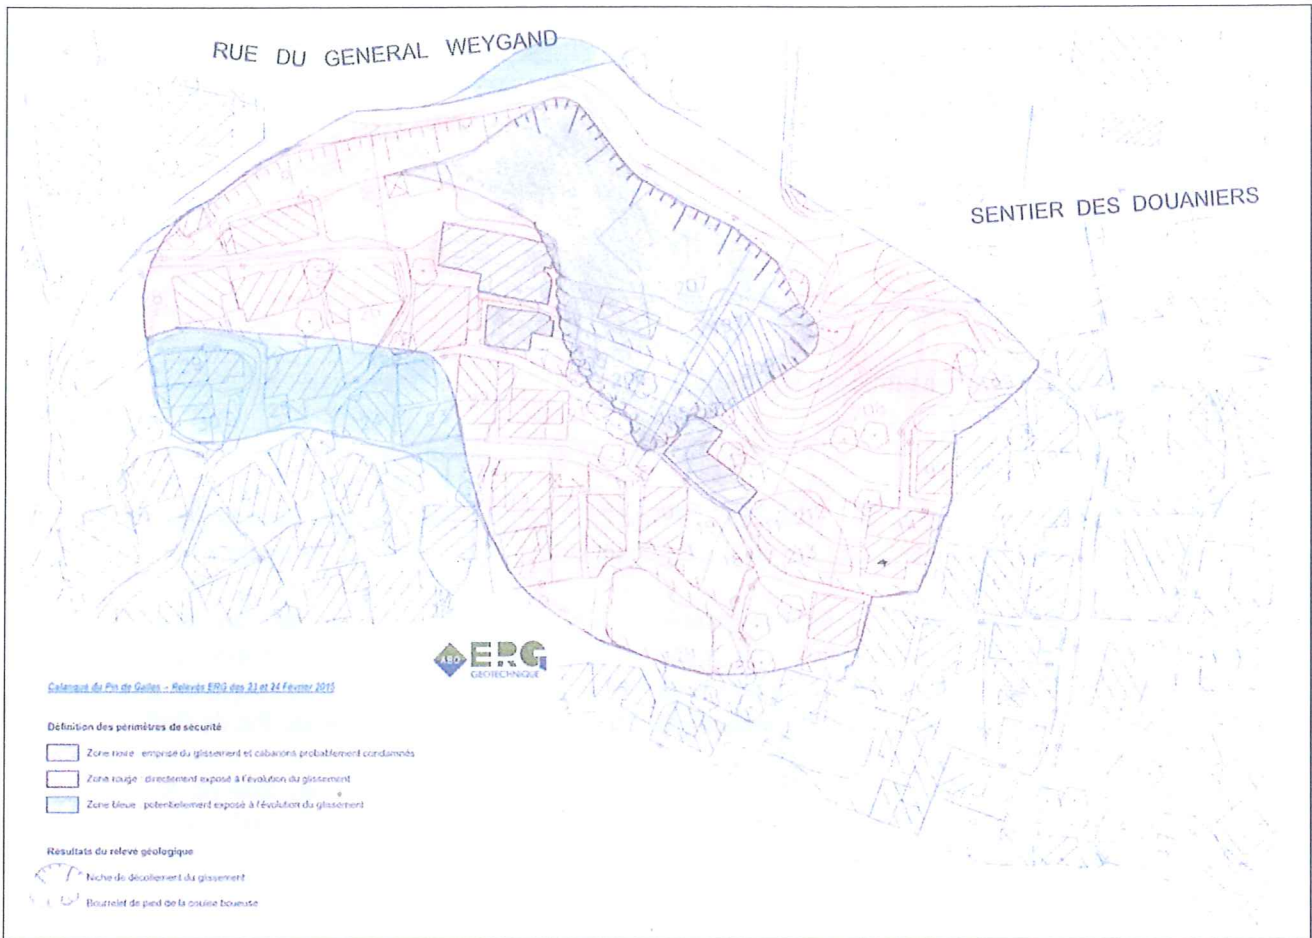 RUE DU GENERAL WEYGAND
SENTIER DES DOUANIERS
207
ABO ERG
GEOTECHNIQUE
Calanque du Pin de Galles - Relevés ERG des 23 et 24 Février 2015
Définition des périmètres de sécurité
Zone noire : emprise du glissement et cabanons probablement condamnés
Zone rouge : directement exposé à l'évolution du glissement
Zone bleue : potentiellement exposé à l'évolution du glissement
Résultats du relevé géologique
Niche de décollement du glissement
Bourrelet de pied de la coulée boueuse